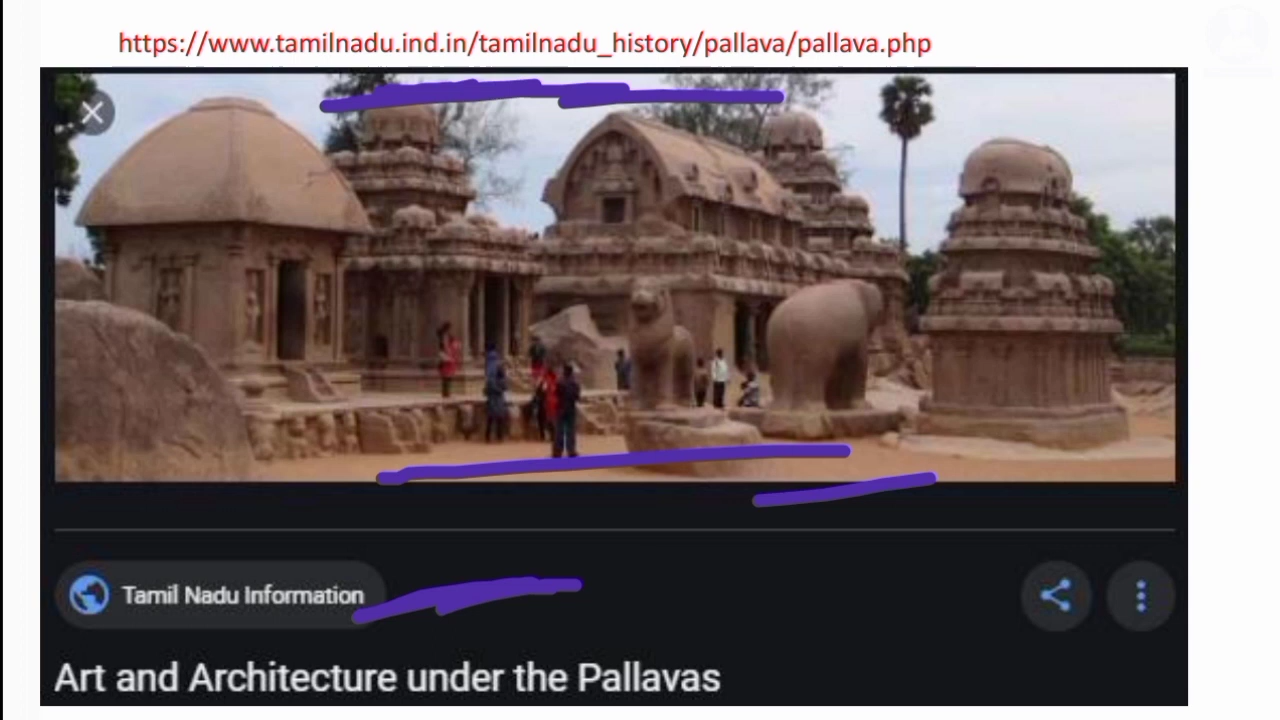 https://www.tamilnadu.ind.in/tamilnadu_history/pallava/pallava.php
Tamil Nadu Information
Art and Architecture under the Pallavas